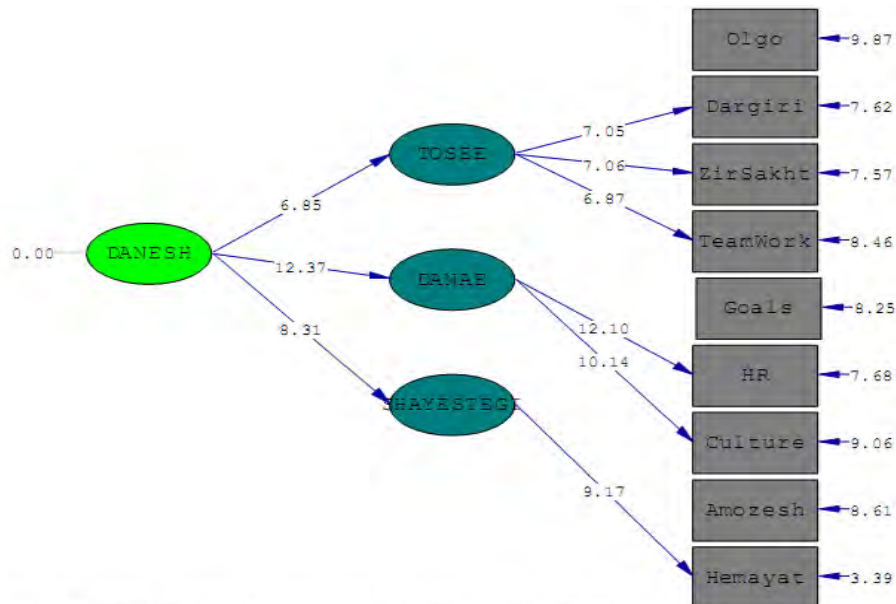 Olgo
9.87
Dargiri
7.62
7.05
TOSEE
7.06
ZirSakht
7.57
6.87
6.85
TeamWork
8.46
0.00
DANESH
12.37
DAMAE
Goals
8.25
8.31
12.10
10.14
HR
7.68
SHAYESTEGI
Culture
9.06
9.17
Amozesh
8.61
Hemayat
3.39